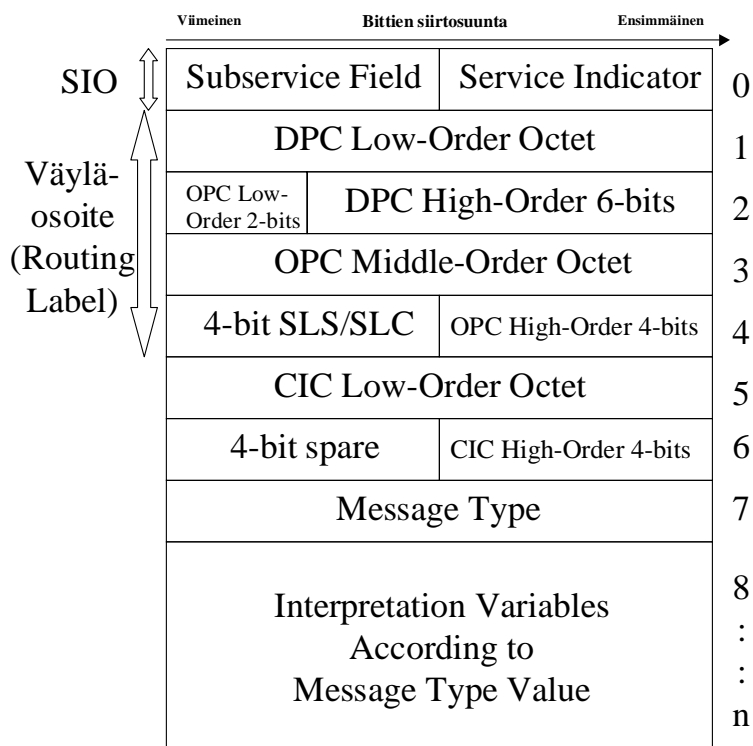 Viimeinen Bittien siirtosuunta Ensimmäinen
SIO Subservice Field Service Indicator 0
DPC Low-Order Octet 1
Väylä-
osoite
(Routing
Label)
OPC Low-
Order 2-bits
DPC High-Order 6-bits 2
OPC Middle-Order Octet 3
4-bit SLS/SLC OPC High-Order 4-bits 4
CIC Low-Order Octet 5
4-bit spare CIC High-Order 4-bits 6
Message Type 7
Interpretation Variables
According to
Message Type Value
8
:
:
n